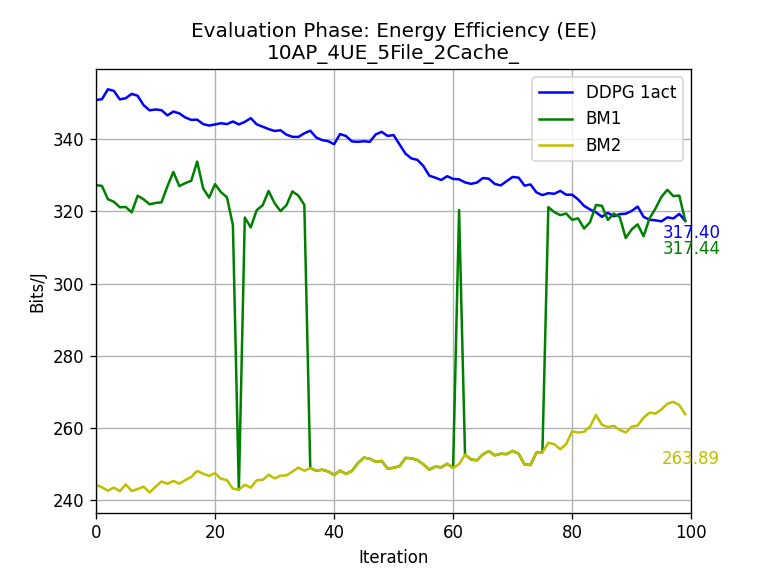 Evaluation Phase: Energy Efficiency (EE)
10AP_4UE_5File_2Cache_
DDPG 1act
BM1
BM2
Bits/J
340
320
300
280
260
240
317.40
317.44
263.89
0
20
40
60
80
100
Iteration